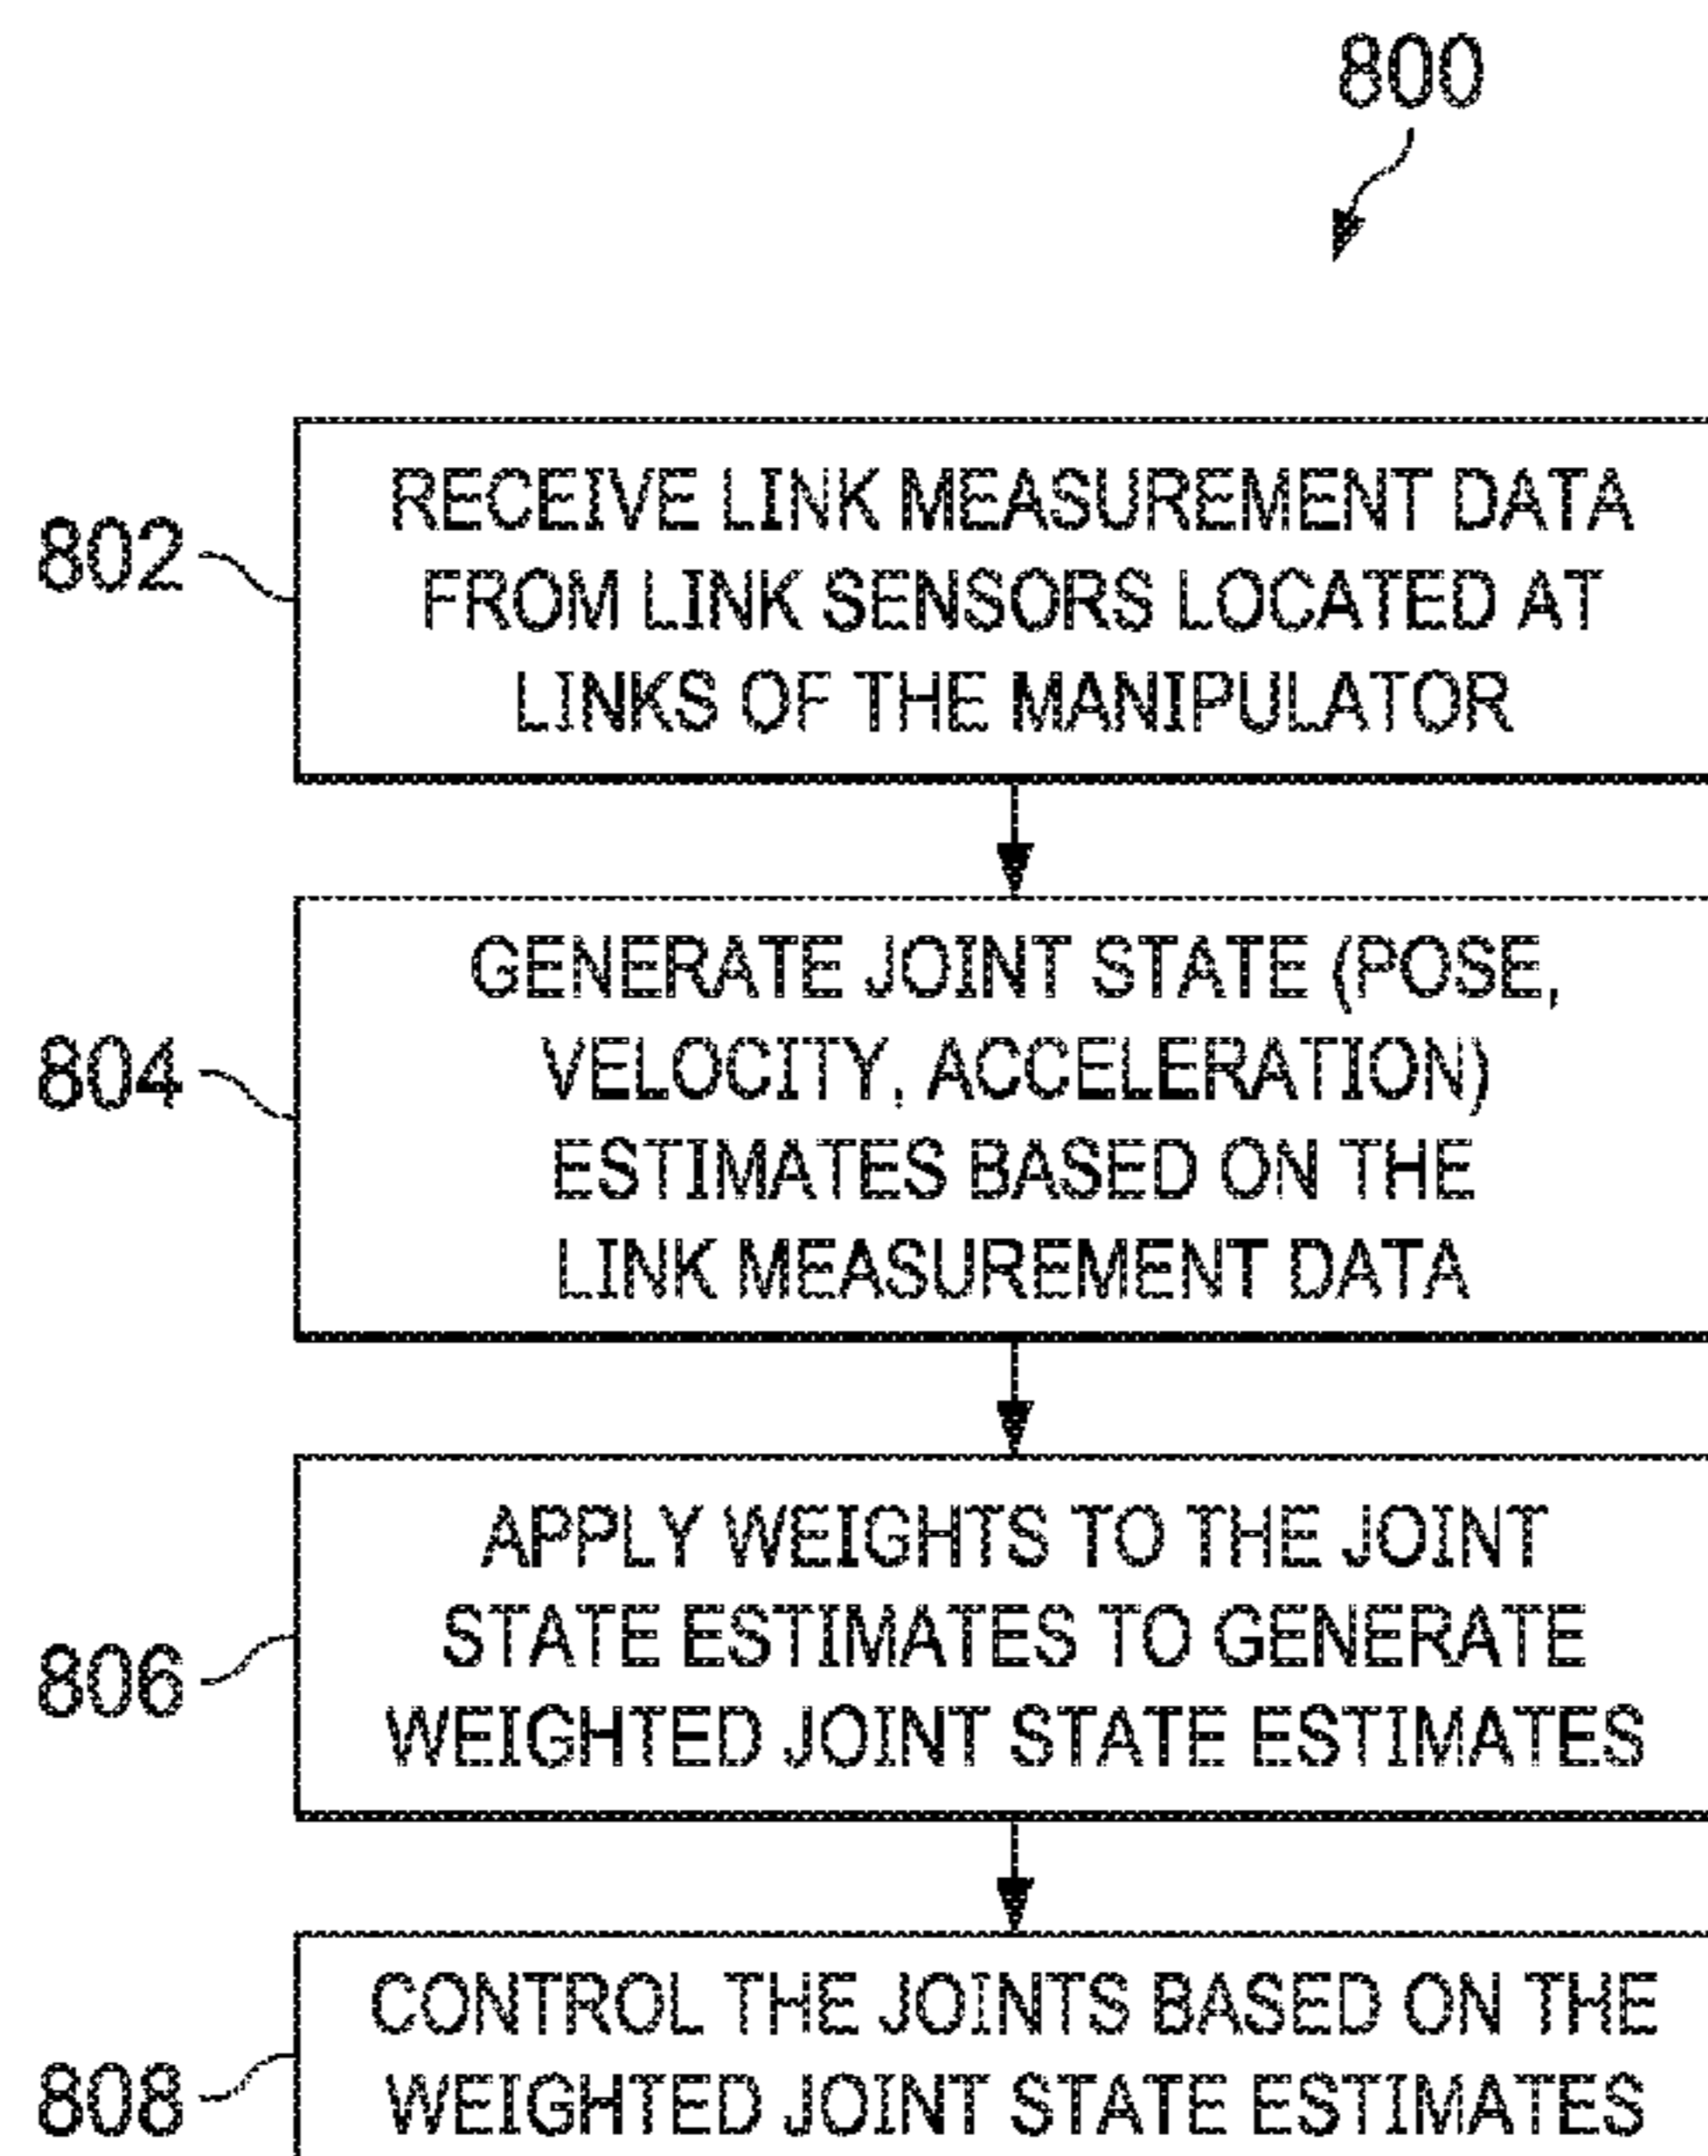 800
802
RECEIVE LINK MEASUREMENT DATA
FROM LINK SENSORS LOCATED AT
LINKS OF THE MANIPULATOR
804
GENERATE JOINT STATE (POSE,
VELOCITY, ACCELERATION)
ESTIMATES BASED ON THE
LINK MEASUREMENT DATA
806
APPLY WEIGHTS TO THE JOINT
STATE ESTIMATES TO GENERATE
WEIGHTED JOINT STATE ESTIMATES
808
CONTROL THE JOINTS BASED ON THE
WEIGHTED JOINT STATE ESTIMATES